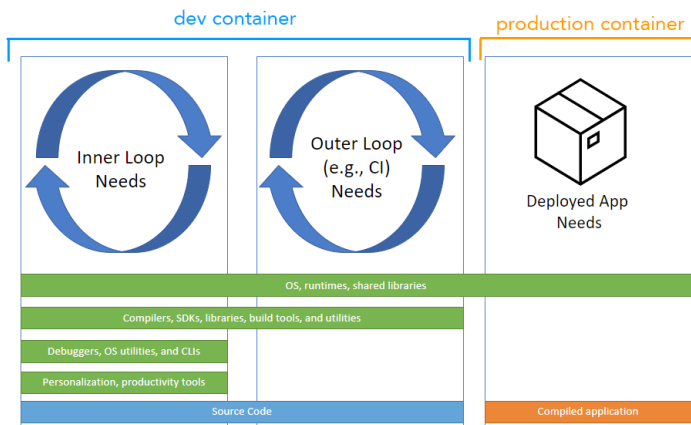 dev container
production container
Inner Loop
Needs
Outer Loop
(e.g., CI)
Needs
Deployed App
Needs
OS, runtimes, shared libraries
Compilers, SDKs, libraries, build tools, and utilities
Debuggers, OS utilities, and CLIs
Personalization, productivity tools
Source Code
Compiled application